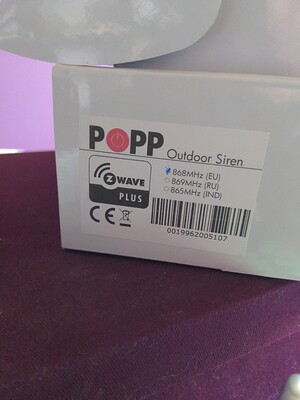 POPP Outdoor Siren
868MHz (EU)
869MHz (RU)
865MHz (IND)
Z WAVE
PLUS
CE
0019962005107